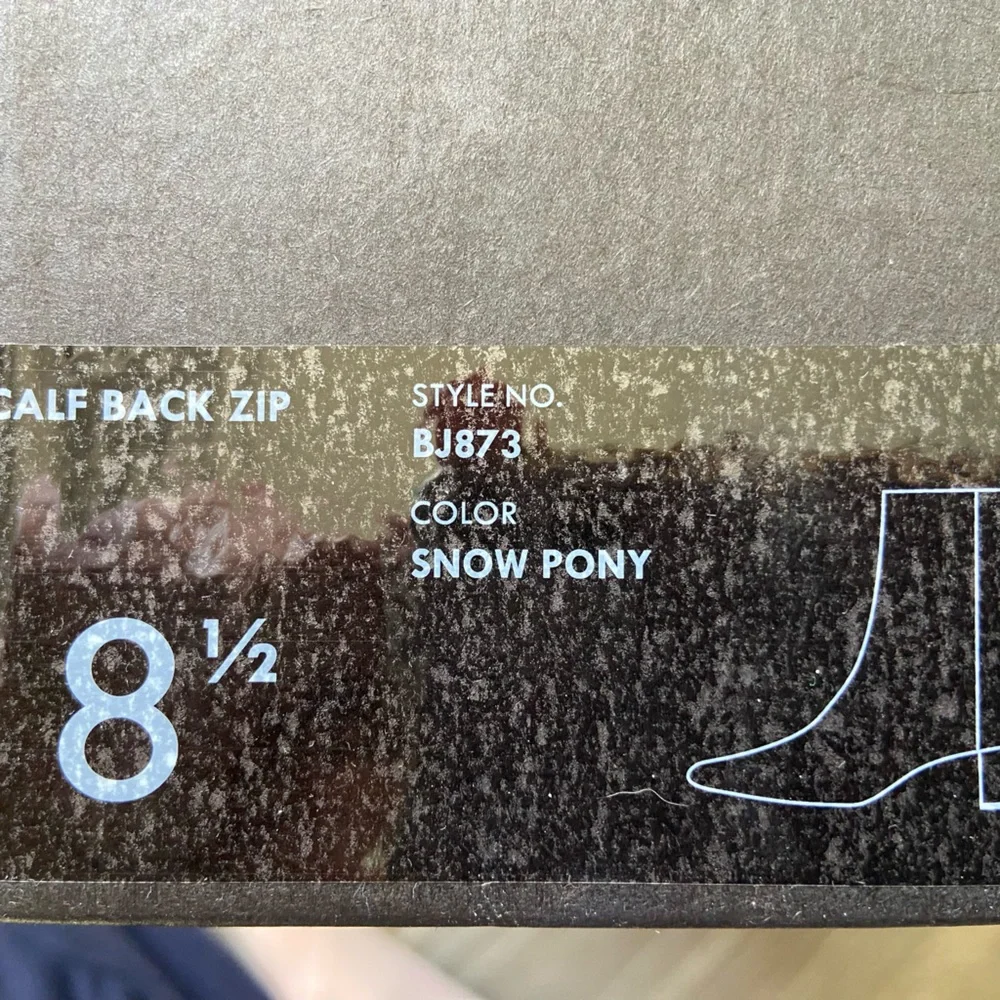 CALF BACK ZIP
STYLE NO.
BJ873
COLOR
SNOW PONY
8 ½